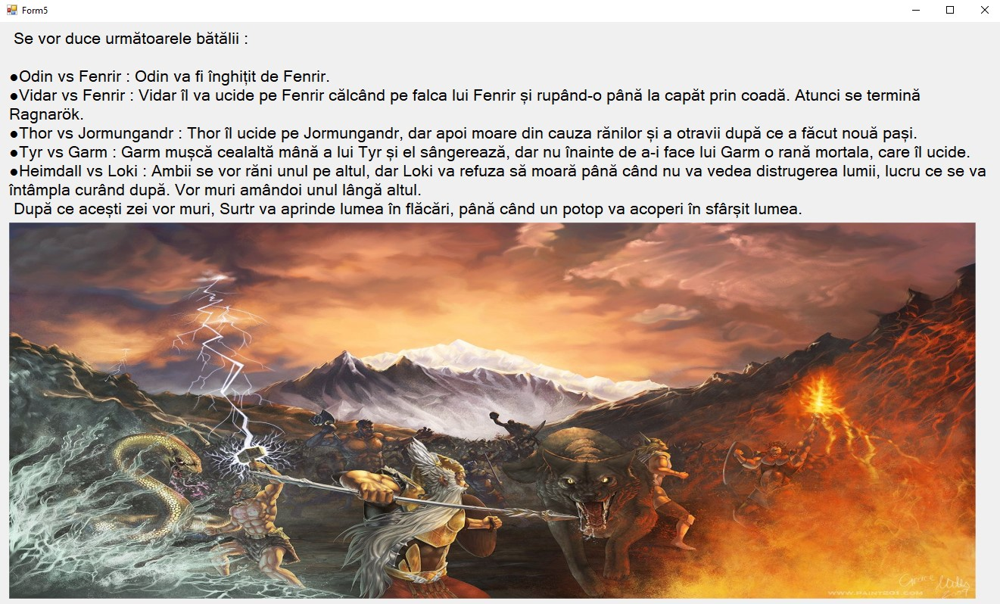 Form5
Se vor duce următoarele bătălii :
●Odin vs Fenrir : Odin va fi înghițit de Fenrir.
●Vidar vs Fenrir : Vidar îl va ucide pe Fenrir călcând pe falca lui Fenrir și rupând-o până la capăt prin coadă. Atunci se termină
Ragnarök.
●Thor vs Jormungandr : Thor îl ucide pe Jormungandr, dar apoi moare din cauza rănilor și a otravii după ce a făcut nouă pași.
●Tyr vs Garm : Garm mușcă cealaltă mână a lui Tyr și el sângerează, dar nu înainte de a-i face lui Garm o rană mortala, care îl ucide.
●Heimdall vs Loki : Ambii se vor răni unul pe altul, dar Loki va refuza să moară până când nu va vedea distrugerea lumii, lucru ce se va
întâmpla curând după. Vor muri amândoi unul lângă altul.
După ce acești zei vor muri, Surtr va aprinde lumea în flăcări, până când un potop va acoperi în sfârșit lumea.